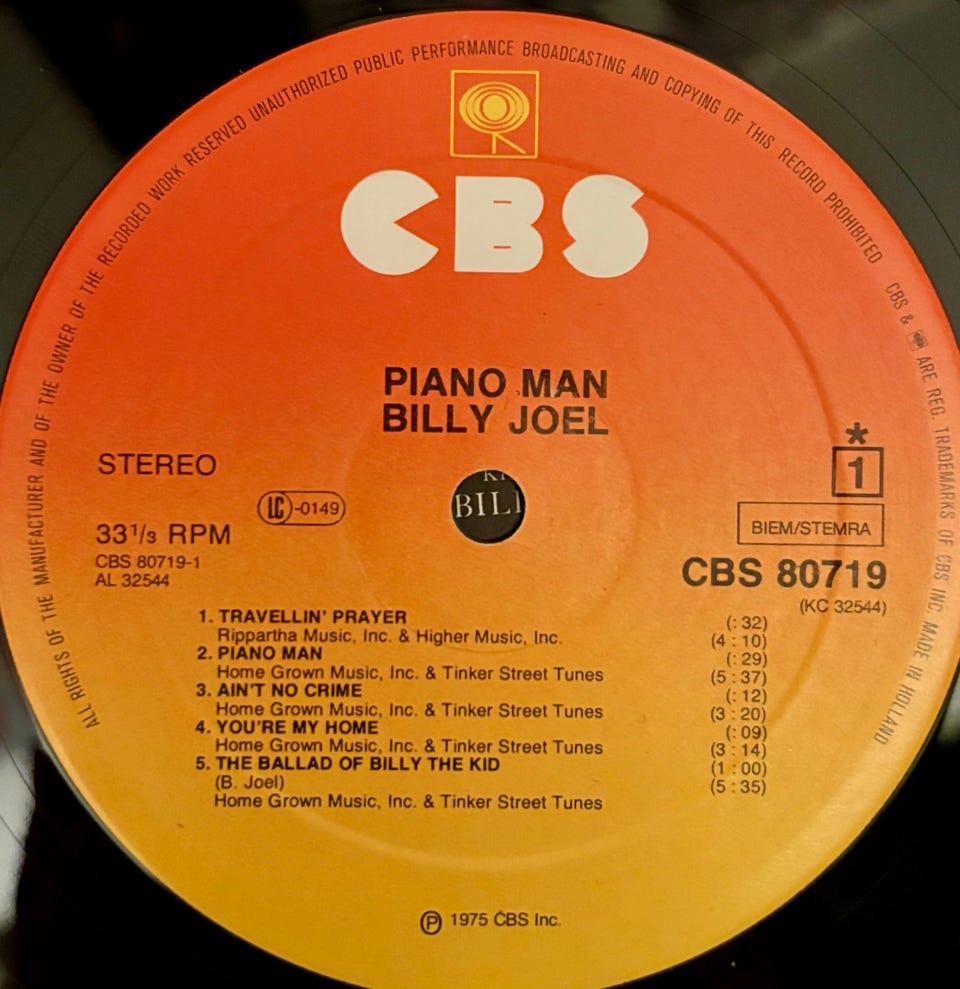 ALL RIGHTS OF THE MANUFACTURER AND OF THE OWNER OF THE RECORDED WORK RESERVED UNAUTHORIZED PUBLIC PERFORMANCE BROADCASTING AND COPYING OF THIS RECORD PROHIBITED CBS & ARE REG. TRADEMARKS OF CBS INC MADE IN HOLLAND
CBS
PIANO MAN
BILLY JOEL
STEREO
LC-0149
33 1/3 RPM
CBS 80719-1
AL 32544
*
1
BIEM/STEMRA
CBS 80719
(KC 32544)
BIL
1. TRAVELLIN' PRAYER (: 32)
Rippartha Music, Inc. & Higher Music, Inc. (4 : 10)
2. PIANO MAN (: 29)
Home Grown Music, Inc. & Tinker Street Tunes (5 : 37)
3. AIN'T NO CRIME (: 12)
Home Grown Music, Inc. & Tinker Street Tunes (3 : 20)
4. YOU'RE MY HOME (: 09)
Home Grown Music, Inc. & Tinker Street Tunes (3 : 14)
5. THE BALLAD OF BILLY THE KID (1 : 00)
(B. Joel) (5 : 35)
Home Grown Music, Inc. & Tinker Street Tunes
Ⓟ 1975 CBS Inc.